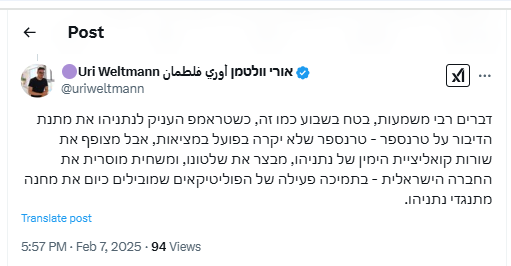 Post
Uri Weltmann أوري فلطمان אורי וולטמן
@uriweltmann
דברים רבי משמעות, בטח בשבוע כמו זה, כשטראמפ העניק לנתניהו את מתנת
הדיבור על טרנספר - טרנספר שלא יקרה בפועל במציאות, אבל מצופף את
שורות קואליציית הימין של נתניהו, מבצר את שלטונו, ומשחית מוסרית את
החברה הישראלית - בתמיכה פעילה של הפוליטיקאים שמובילים כיום את מחנה
מתנגדי נתניהו.
Translate post
5:57 PM · Feb 7, 2025 · 94 Views